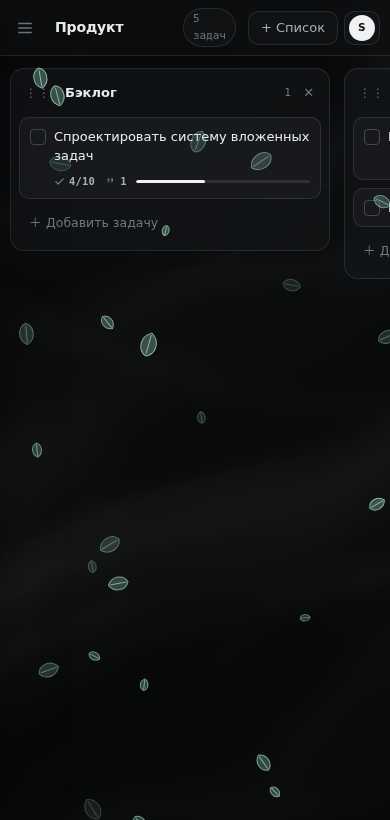 Продукт
5
задач
+ Список
S
Бэклог
1 ×
Спроектировать систему вложенных
задач
4/10 " 1
+ Добавить задачу
+ Д